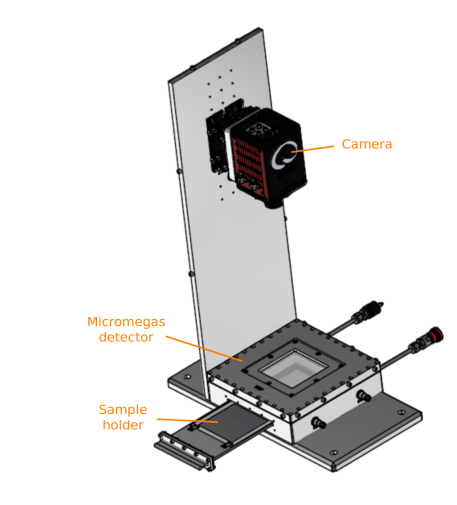 Camera
Micromegas
detector
Sample
holder